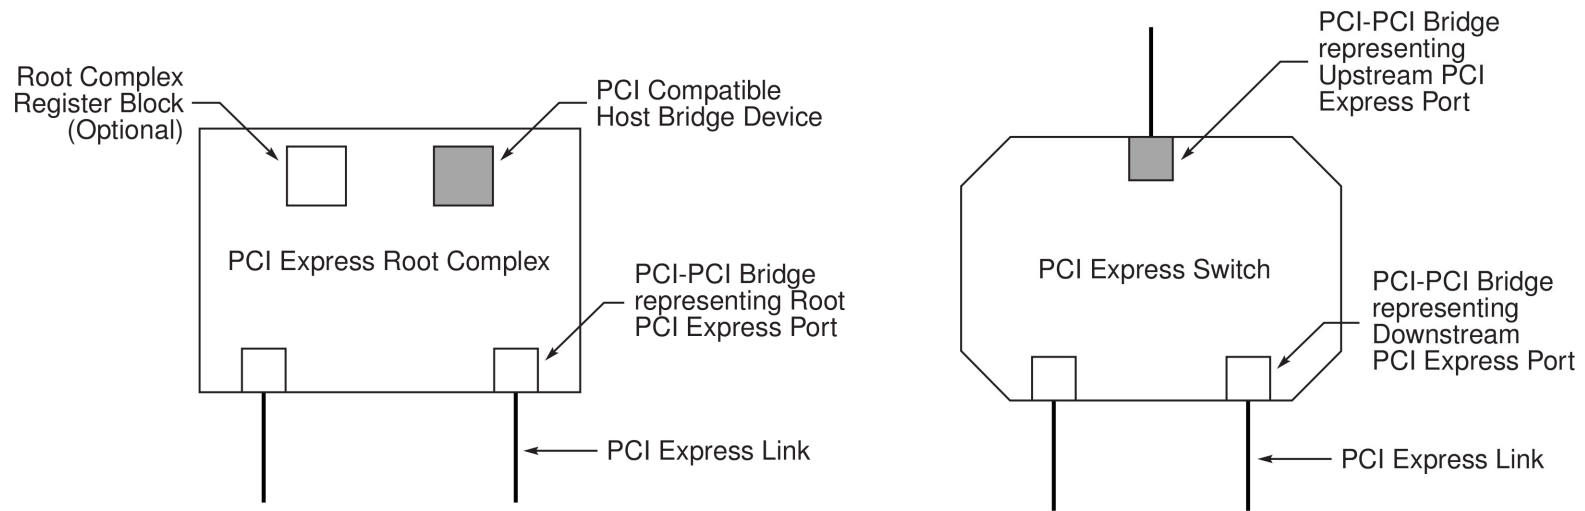 Root Complex
Register Block
(Optional)
PCI Compatible
Host Bridge Device
PCI Express Root Complex
PCI-PCI Bridge
representing Root
PCI Express Port
PCI Express Link
PCI-PCI Bridge
representing
Upstream PCI
Express Port
PCI Express Switch
PCI-PCI Bridge
representing
Downstream
PCI Express Port
PCI Express Link